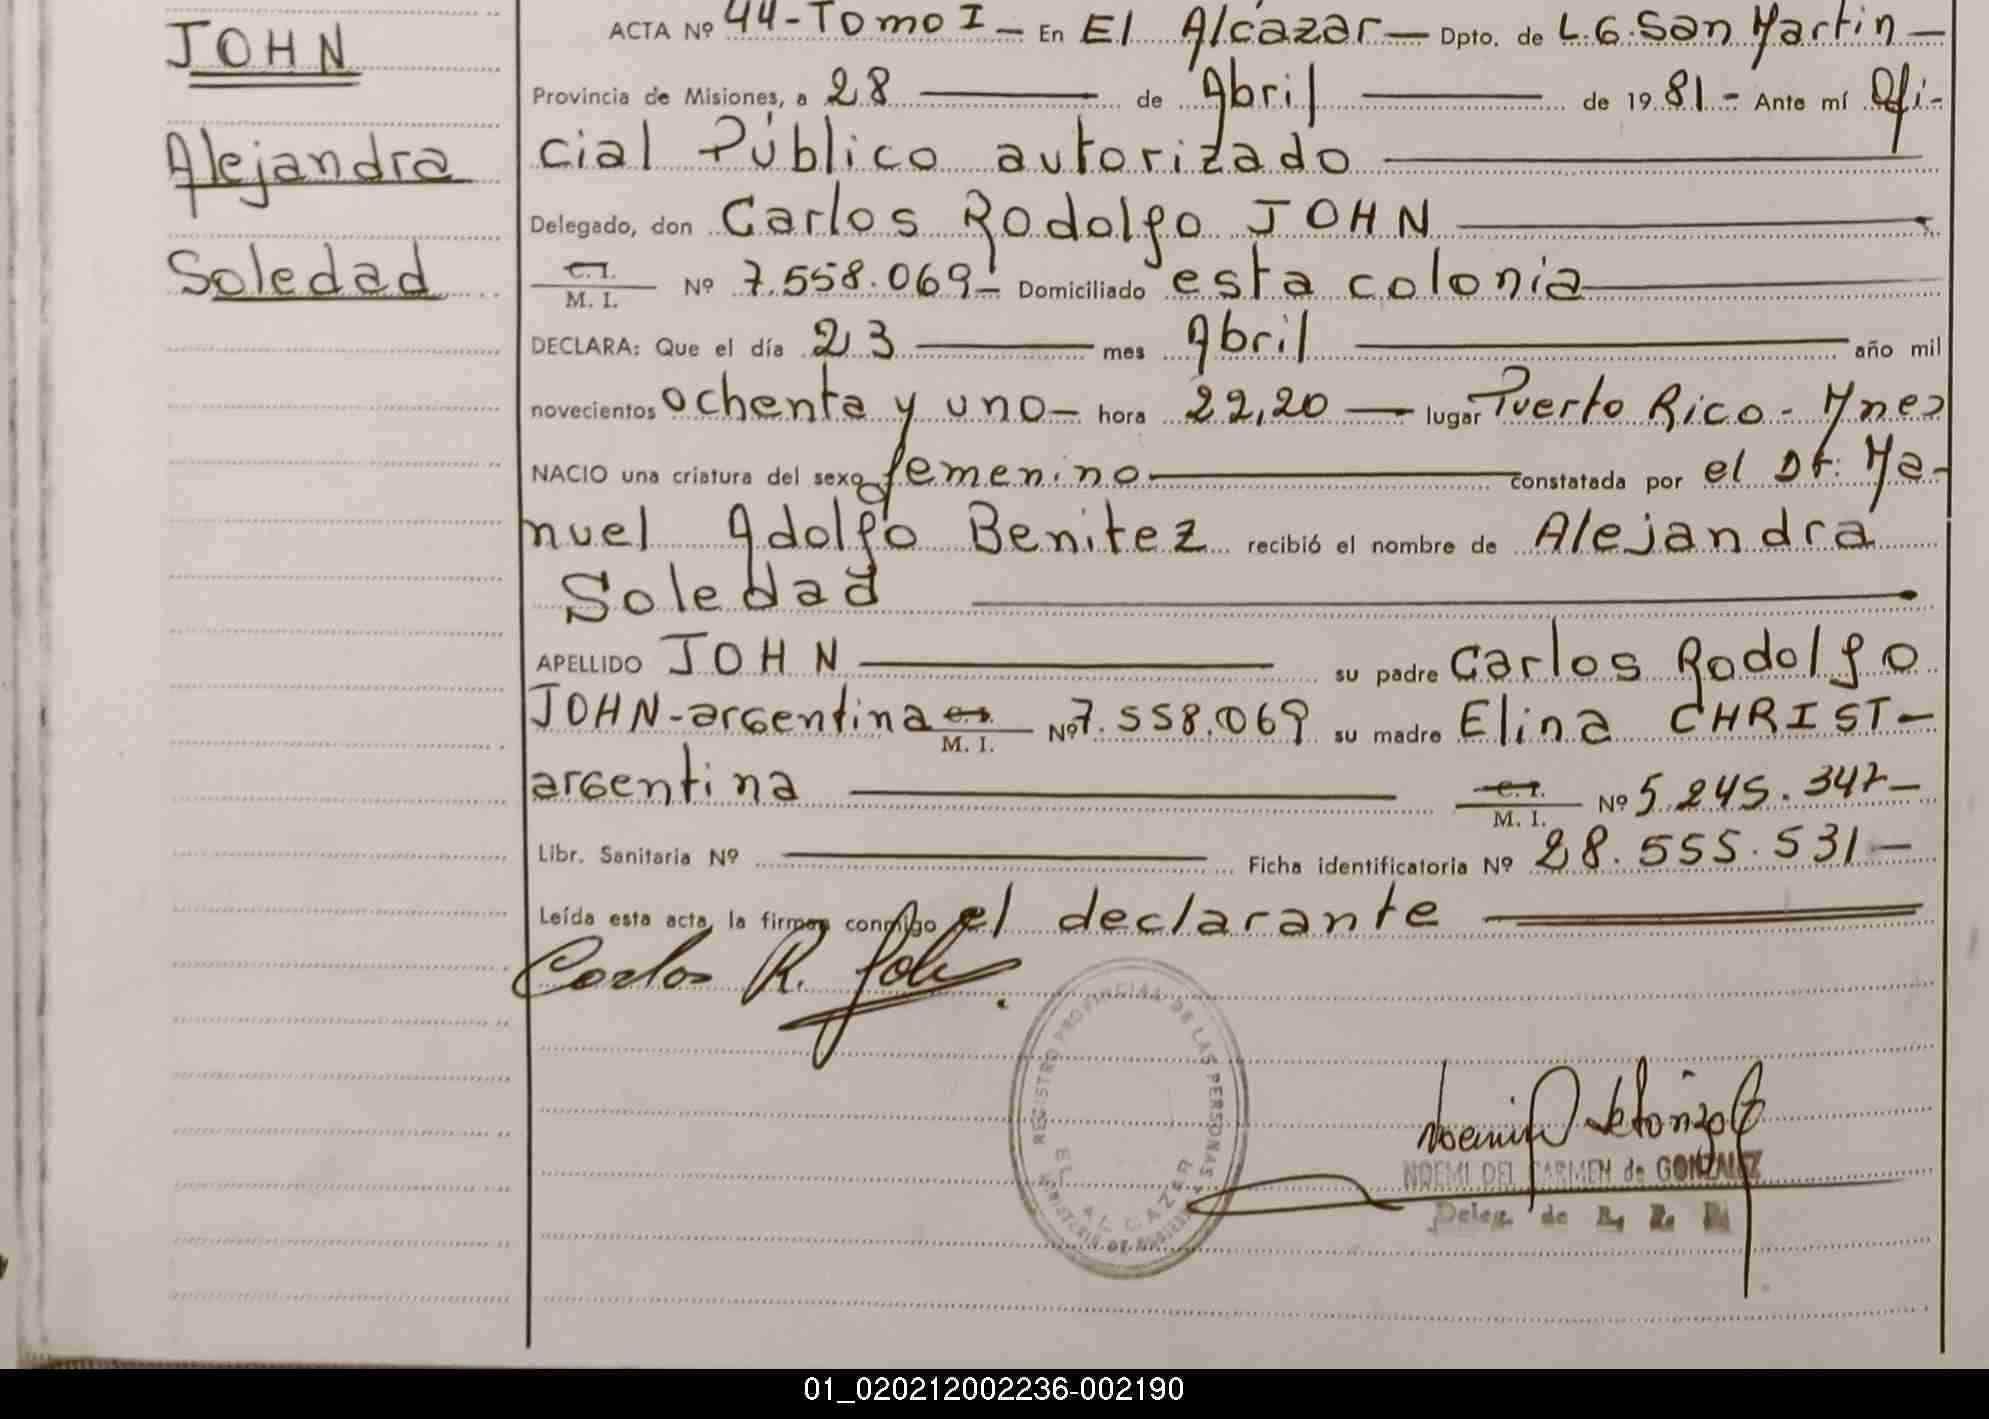 JOHN
Alejandra
Soledad
ACTA Nº 44-Tomo I - En El Alcázar - Dpto. de L.G. San Martin -
Provincia de Misiones, a 28 de Abril de 1981 - Ante mí Ofi-
cial Público autorizado
Delegado, don Carlos Rodolfo JOHN
C.I.
M. I. Nº 7.558.069- Domiciliado esta colonia
DECLARA: Que el día 23 mes Abril año mil
novecientos ochenta y uno- hora 22,20 - lugar Puerto Rico - Mnes
NACIO una criatura del sexo femenino constatada por el Dr. Ma-
nuel Adolfo Benitez recibió el nombre de Alejandra
Soledad
APELLIDO JOHN su padre Carlos Rodolfo
JOHN-argentina C.I.
M. I. Nº 7.558.069 su madre Elina CHRIST-
argentina C.I.
M. I. Nº 5.245.347-
Libr. Sanitaria Nº Ficha identificatoria Nº 28.555.531-
Leída esta acta, la firman conmigo el declarante
Carlos R. John
REGISTRO PROVINCIAL DE LAS PERSONAS
EL ALCAZAR
MINISTERIO DE GOBIERNO
NOEMI DEL CARMEN de GONZALEZ
Deleg. de R. P.
01_020212002236-002190